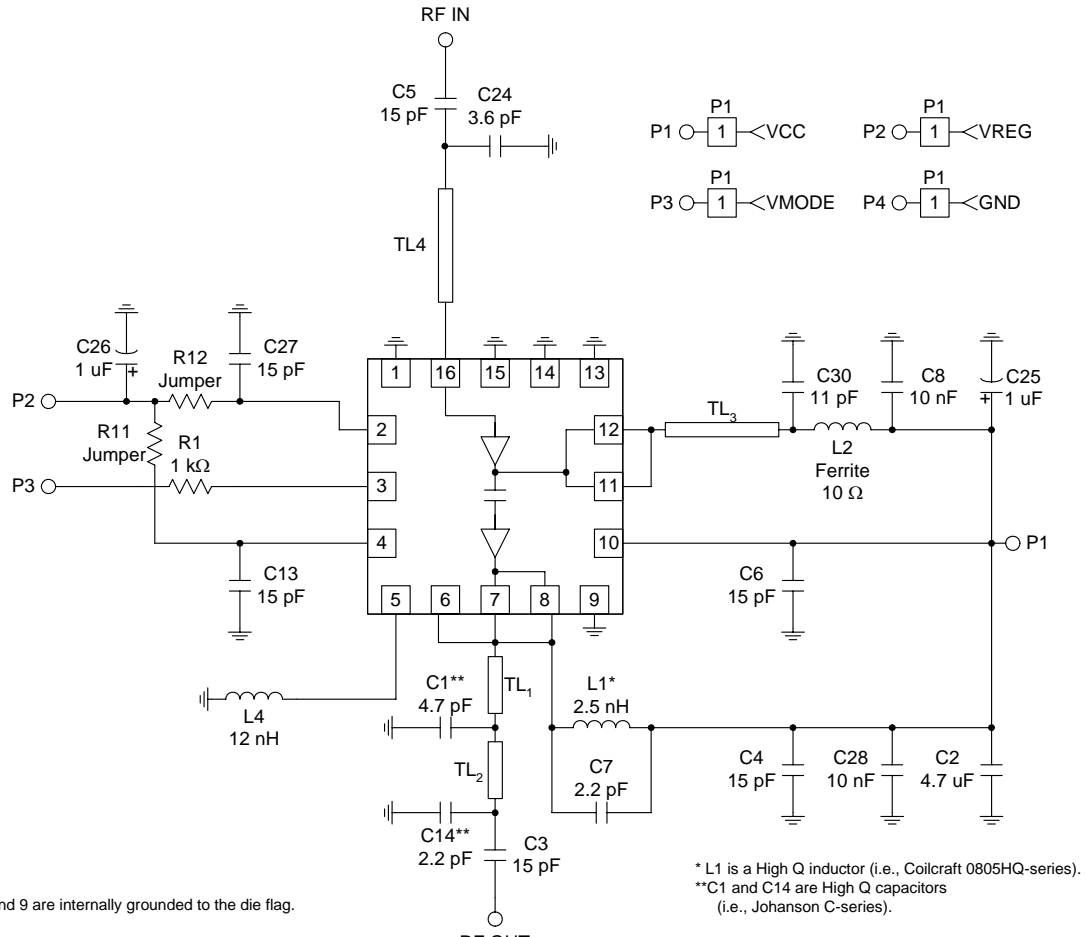 RF IN
C5
15 pF
C24
3.6 pF
P1
P1 1 VCC
P1
P2 1 VREG
P1
P3 1 VMODE
P1
P4 1 GND
TL4
C26
1 uF
+
R12
Jumper
C27
15 pF
P2
R11
Jumper
R1
1 kΩ
P3
C13
15 pF
1 16 15 14 13
2
3
4
12
11
10
5 6 7 8 9
TL3
C30
11 pF
C8
10 nF
C25
1 uF
+
L2
Ferrite
10 Ω
P1
C6
15 pF
L4
12 nH
C1**
4.7 pF
TL1
L1*
2.5 nH
TL2
C7
2.2 pF
C4
15 pF
C28
10 nF
C2
4.7 uF
C14**
2.2 pF
C3
15 pF
* L1 is a High Q inductor (i.e., Coilcraft 0805HQ-series).
**C1 and C14 are High Q capacitors
(i.e., Johanson C-series).
9 are internally grounded to the die flag.